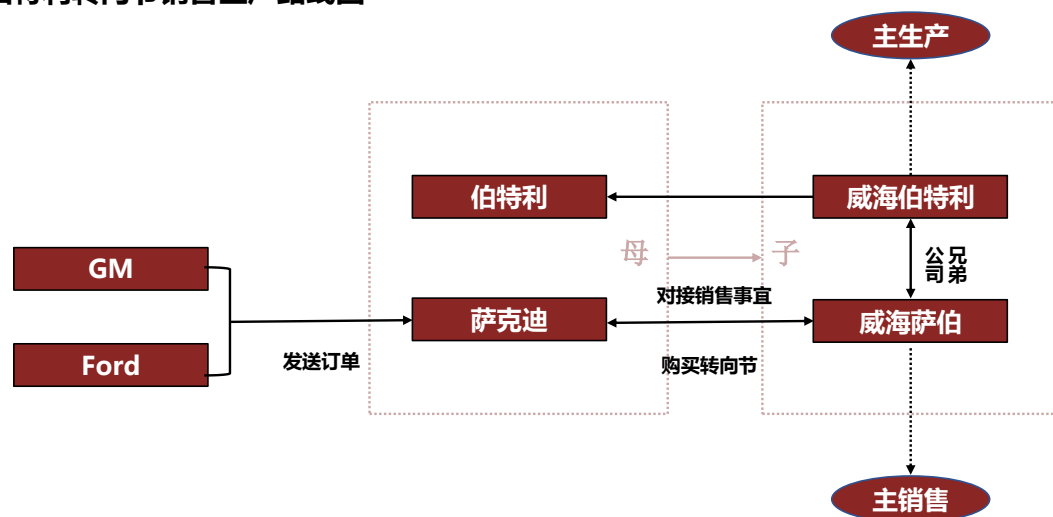 主生产
伯特利
威海伯特利
GM
母
子
公司
兄弟
对接销售事宜
萨克迪
威海萨伯
Ford
发送订单
购买转向节
主销售